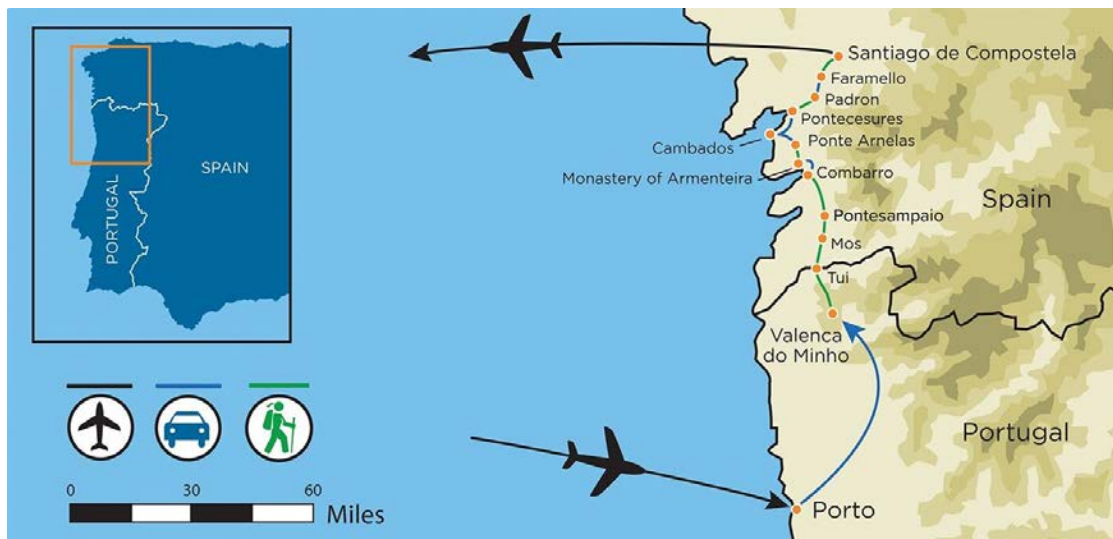 SPAIN
PORTUGAL
0 30 60
Miles
Santiago de Compostela
Faramello
Padron
Pontecesures
Cambados
Ponte Arnelas
Monastery of Armenteira
Combarro
Pontesampaio
Mos
Tui
Valenca
do Minho
Spain
Portugal
Porto